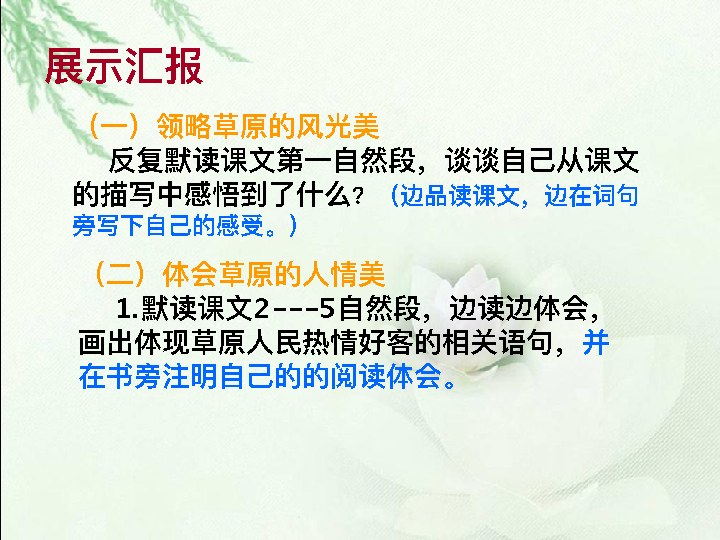 展示汇报
（一）领略草原的风光美
反复默读课文第一自然段，谈谈自己从课文
的描写中感悟到了什么？（边品读课文，边在词句
旁写下自己的感受。）
（二）体会草原的人情美
1.默读课文2---5自然段，边读边体会，
画出体现草原人民热情好客的相关语句，并
在书旁注明自己的的阅读体会。